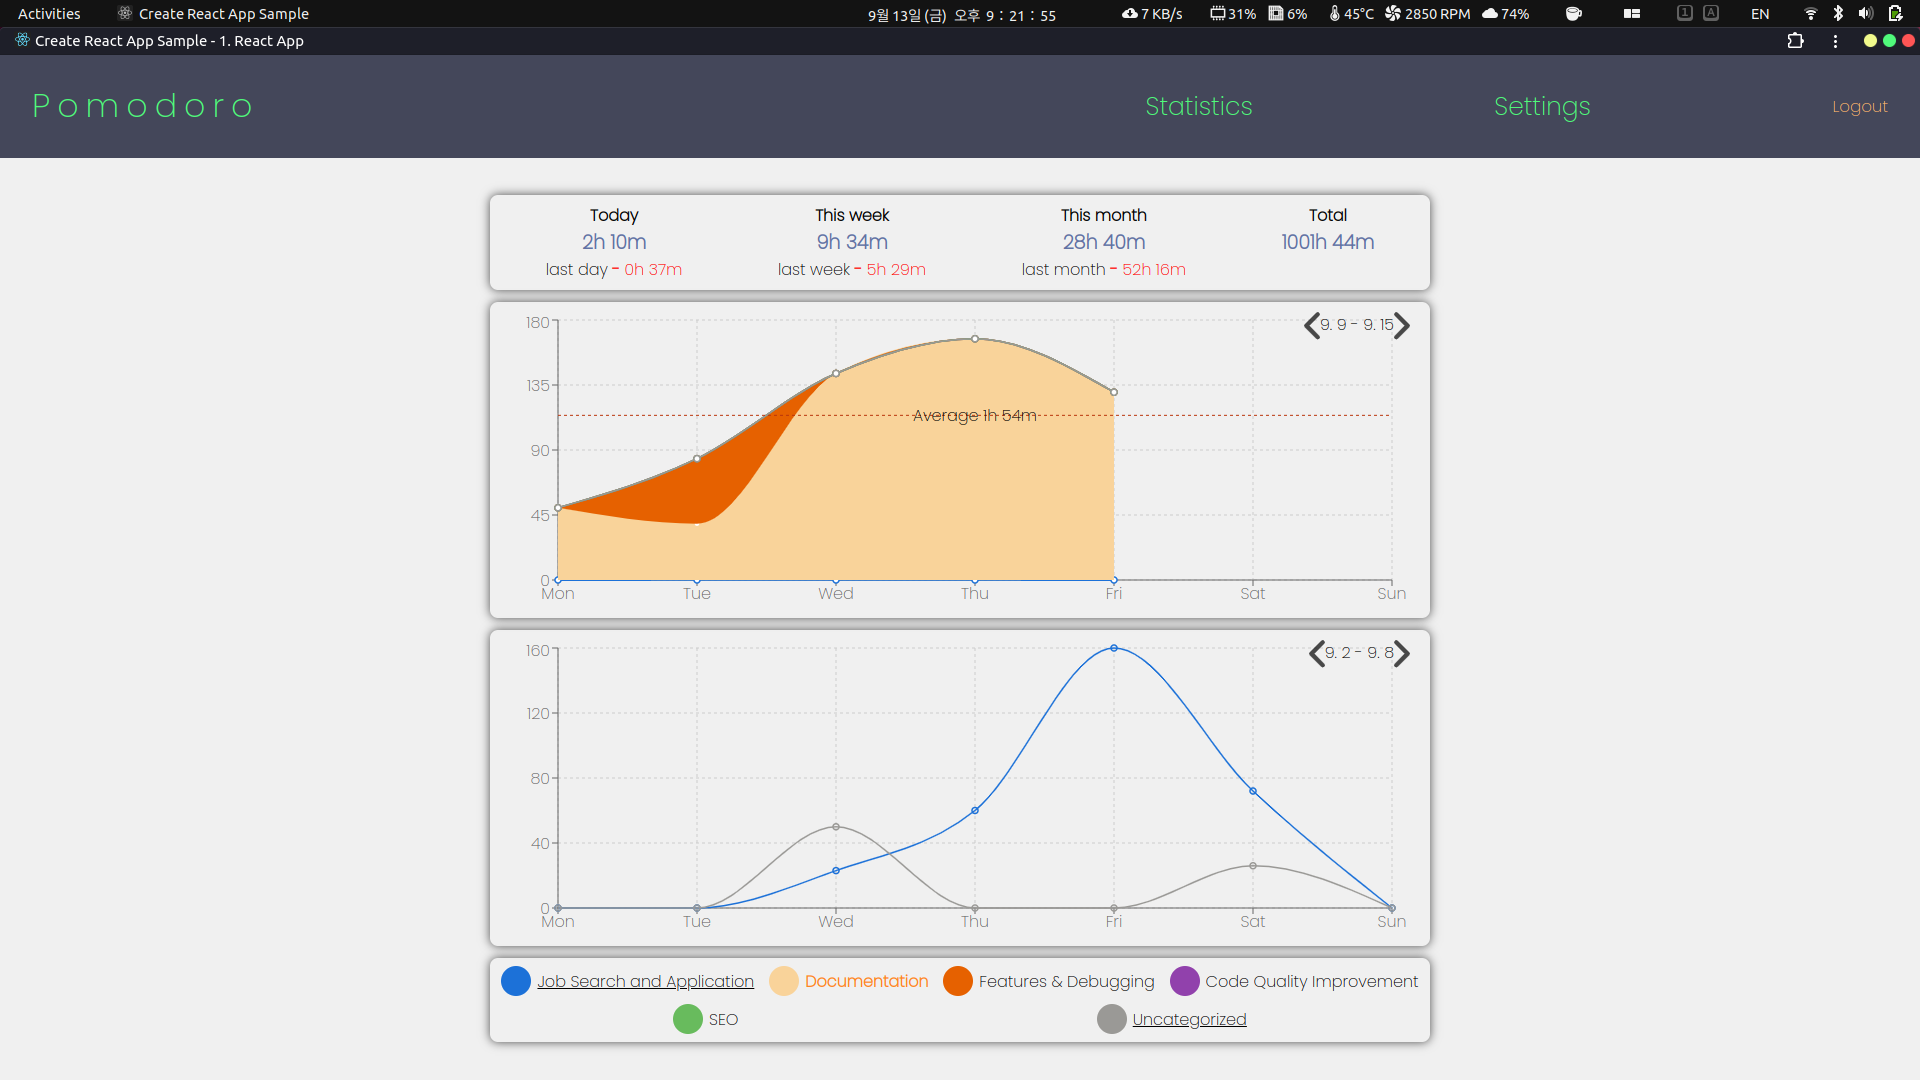 Activities Create React App Sample 9월 13일 (금) 오후 9 : 21 : 55 7 KB/s 31% 6% 45°C 2850 RPM 74% 1 A EN
Create React App Sample - 1. React App
Pomodoro Statistics Settings Logout
Today This week This month Total
2h 10m 9h 34m 28h 40m 1001h 44m
last day - 0h 37m last week - 5h 29m last month - 52h 16m
9. 9 - 9. 15
180
135
Average 1h 54m
90
45
0
Mon Tue Wed Thu Fri Sat Sun
9. 2 - 9. 8
160
120
80
40
0
Mon Tue Wed Thu Fri Sat Sun
Job Search and Application Documentation Features & Debugging Code Quality Improvement
SEO Uncategorized